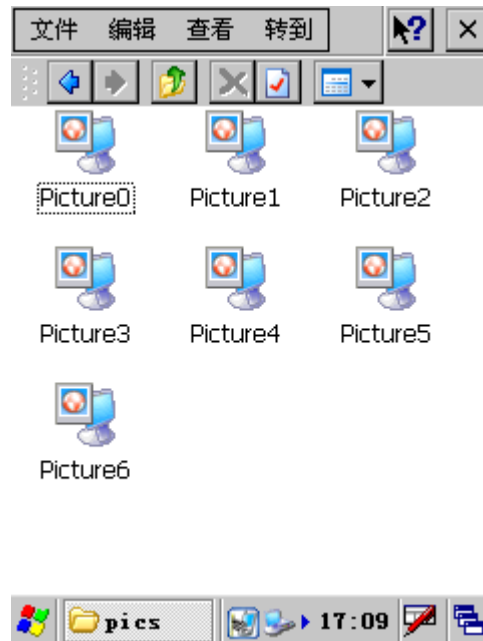 文件 编辑 查看 转到
Picture0 Picture1 Picture2
Picture3 Picture4 Picture5
Picture6
pics 17:09